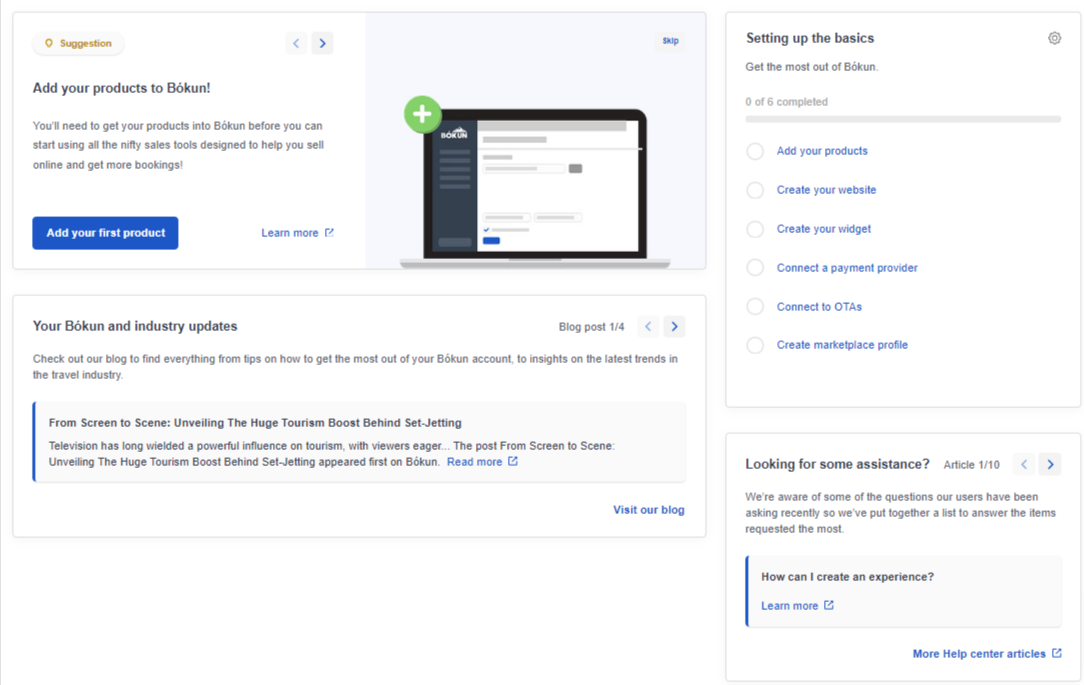 Suggestion
Skip
Add your products to Bókun!
You'll need to get your products into Bókun before you can
start using all the nifty sales tools designed to help you sell
online and get more bookings!
Add your first product
Learn more
BÓKUN
Your Bókun and industry updates
Blog post 1/4
Check out our blog to find everything from tips on how to get the most out of your Bókun account, to insights on the latest trends in
the travel industry.
From Screen to Scene: Unveiling The Huge Tourism Boost Behind Set-Jetting
Television has long wielded a powerful influence on tourism, with viewers eager... The post From Screen to Scene:
Unveiling The Huge Tourism Boost Behind Set-Jetting appeared first on Bókun. Read more
Visit our blog
Setting up the basics
Get the most out of Bókun.
0 of 6 completed
Add your products
Create your website
Create your widget
Connect a payment provider
Connect to OTAs
Create marketplace profile
Looking for some assistance?
Article 1/10
We're aware of some of the questions our users have been
asking recently so we've put together a list to answer the items
requested the most.
How can I create an experience?
Learn more
More Help center articles